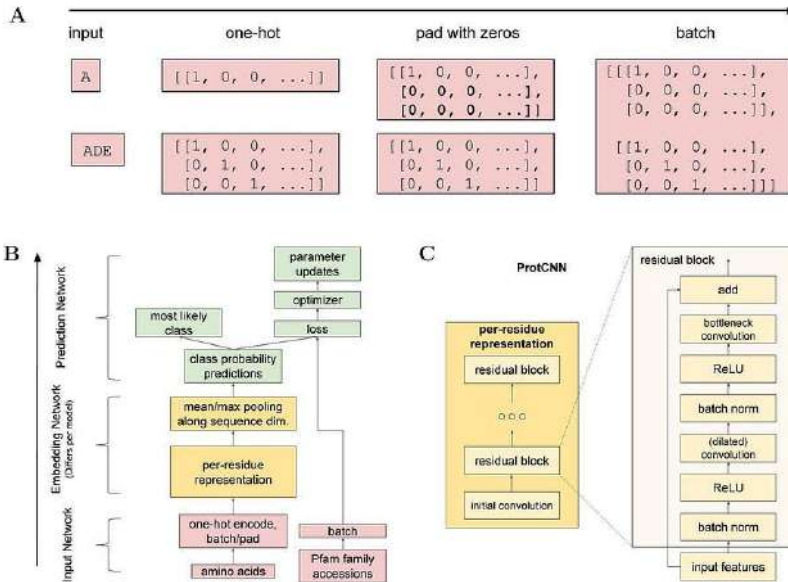 A
input one-hot pad with zeros batch
A
[[1, 0, 0, ...]]
[[1, 0, 0, ...],
[0, 0, 0, ...],
[0, 0, 0, ...]]
[[[1, 0, 0, ...],
[0, 0, 0, ...],
[0, 0, 0, ...]],
ADE
[[1, 0, 0, ...],
[0, 1, 0, ...],
[0, 0, 1, ...]]
[[1, 0, 0, ...],
[0, 1, 0, ...],
[0, 0, 1, ...]]
[[1, 0, 0, ...],
[0, 1, 0, ...],
[0, 0, 1, ...]]]
B
Prediction Network
Embedding Network
(Differs per model)
Input Network
parameter
updates
optimizer
most likely
class
loss
class probability
predictions
mean/max pooling
along sequence dim.
per-residue
representation
one-hot encode,
batch/pad
batch
amino acids
Pfam family
accessions
C
ProtCNN
per-residue
representation
residual block
residual block
initial convolution
residual block
add
bottleneck
convolution
ReLU
batch norm
(dilated)
convolution
ReLU
batch norm
input features